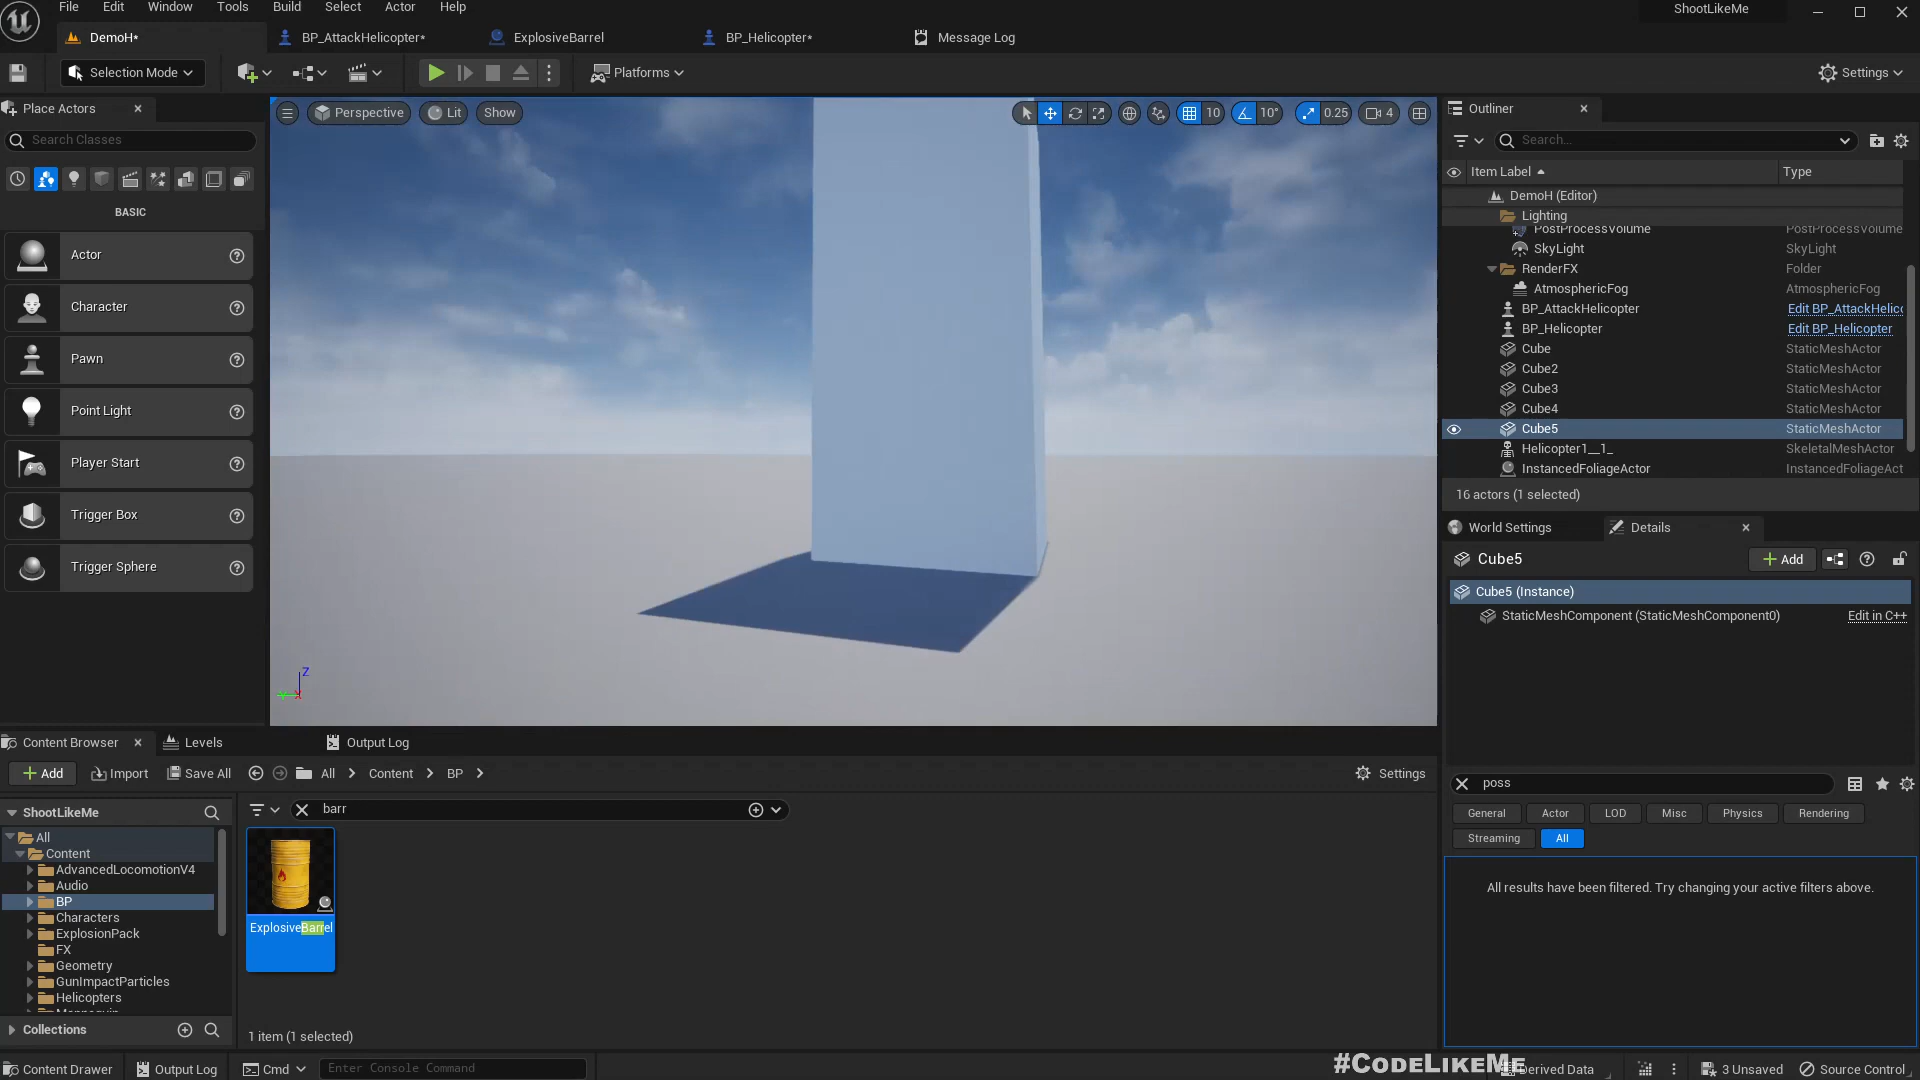 File Edit Window Tools Build Select Actor Help
ShootLikeMe
DemoH*
BP_AttackHelicopter*
ExplosiveBarrel
BP_Helicopter*
Message Log
Selection Mode
Platforms
Settings
Place Actors
Search Classes
BASIC
Actor
Character
Pawn
Point Light
Player Start
Trigger Box
Trigger Sphere
Perspective
Lit
Show
10
10°
0.25
4
Z
Outliner
Search...
Item Label
Type
DemoH (Editor)
Lighting
PostProcessVolume PostProcessVolume
SkyLight SkyLight
RenderFX Folder
AtmosphericFog AtmosphericFog
BP_AttackHelicopter Edit BP_AttackHelico
BP_Helicopter Edit BP_Helicopter
Cube StaticMeshActor
Cube2 StaticMeshActor
Cube3 StaticMeshActor
Cube4 StaticMeshActor
Cube5 StaticMeshActor
Helicopter1__1_ SkeletalMeshActor
InstancedFoliageActor InstancedFoliageAct
16 actors (1 selected)
World Settings
Details
Cube5
Add
Cube5 (Instance)
StaticMeshComponent (StaticMeshComponent0)
Edit in C++
poss
General Actor LOD Misc Physics Rendering
Streaming All
All results have been filtered. Try changing your active filters above.
Content Browser
Levels
Output Log
Add
Import
Save All
All
Content
BP
Settings
ShootLikeMe
All
Content
AdvancedLocomotionV4
Audio
BP
Characters
ExplosionPack
FX
Geometry
GunImpactParticles
Helicopters
Collections
barr
ExplosiveBarrel
1 item (1 selected)
Content Drawer
Output Log
Cmd
Enter Console Command
#CodeLikeMe
Derived Data
3 Unsaved
Source Control